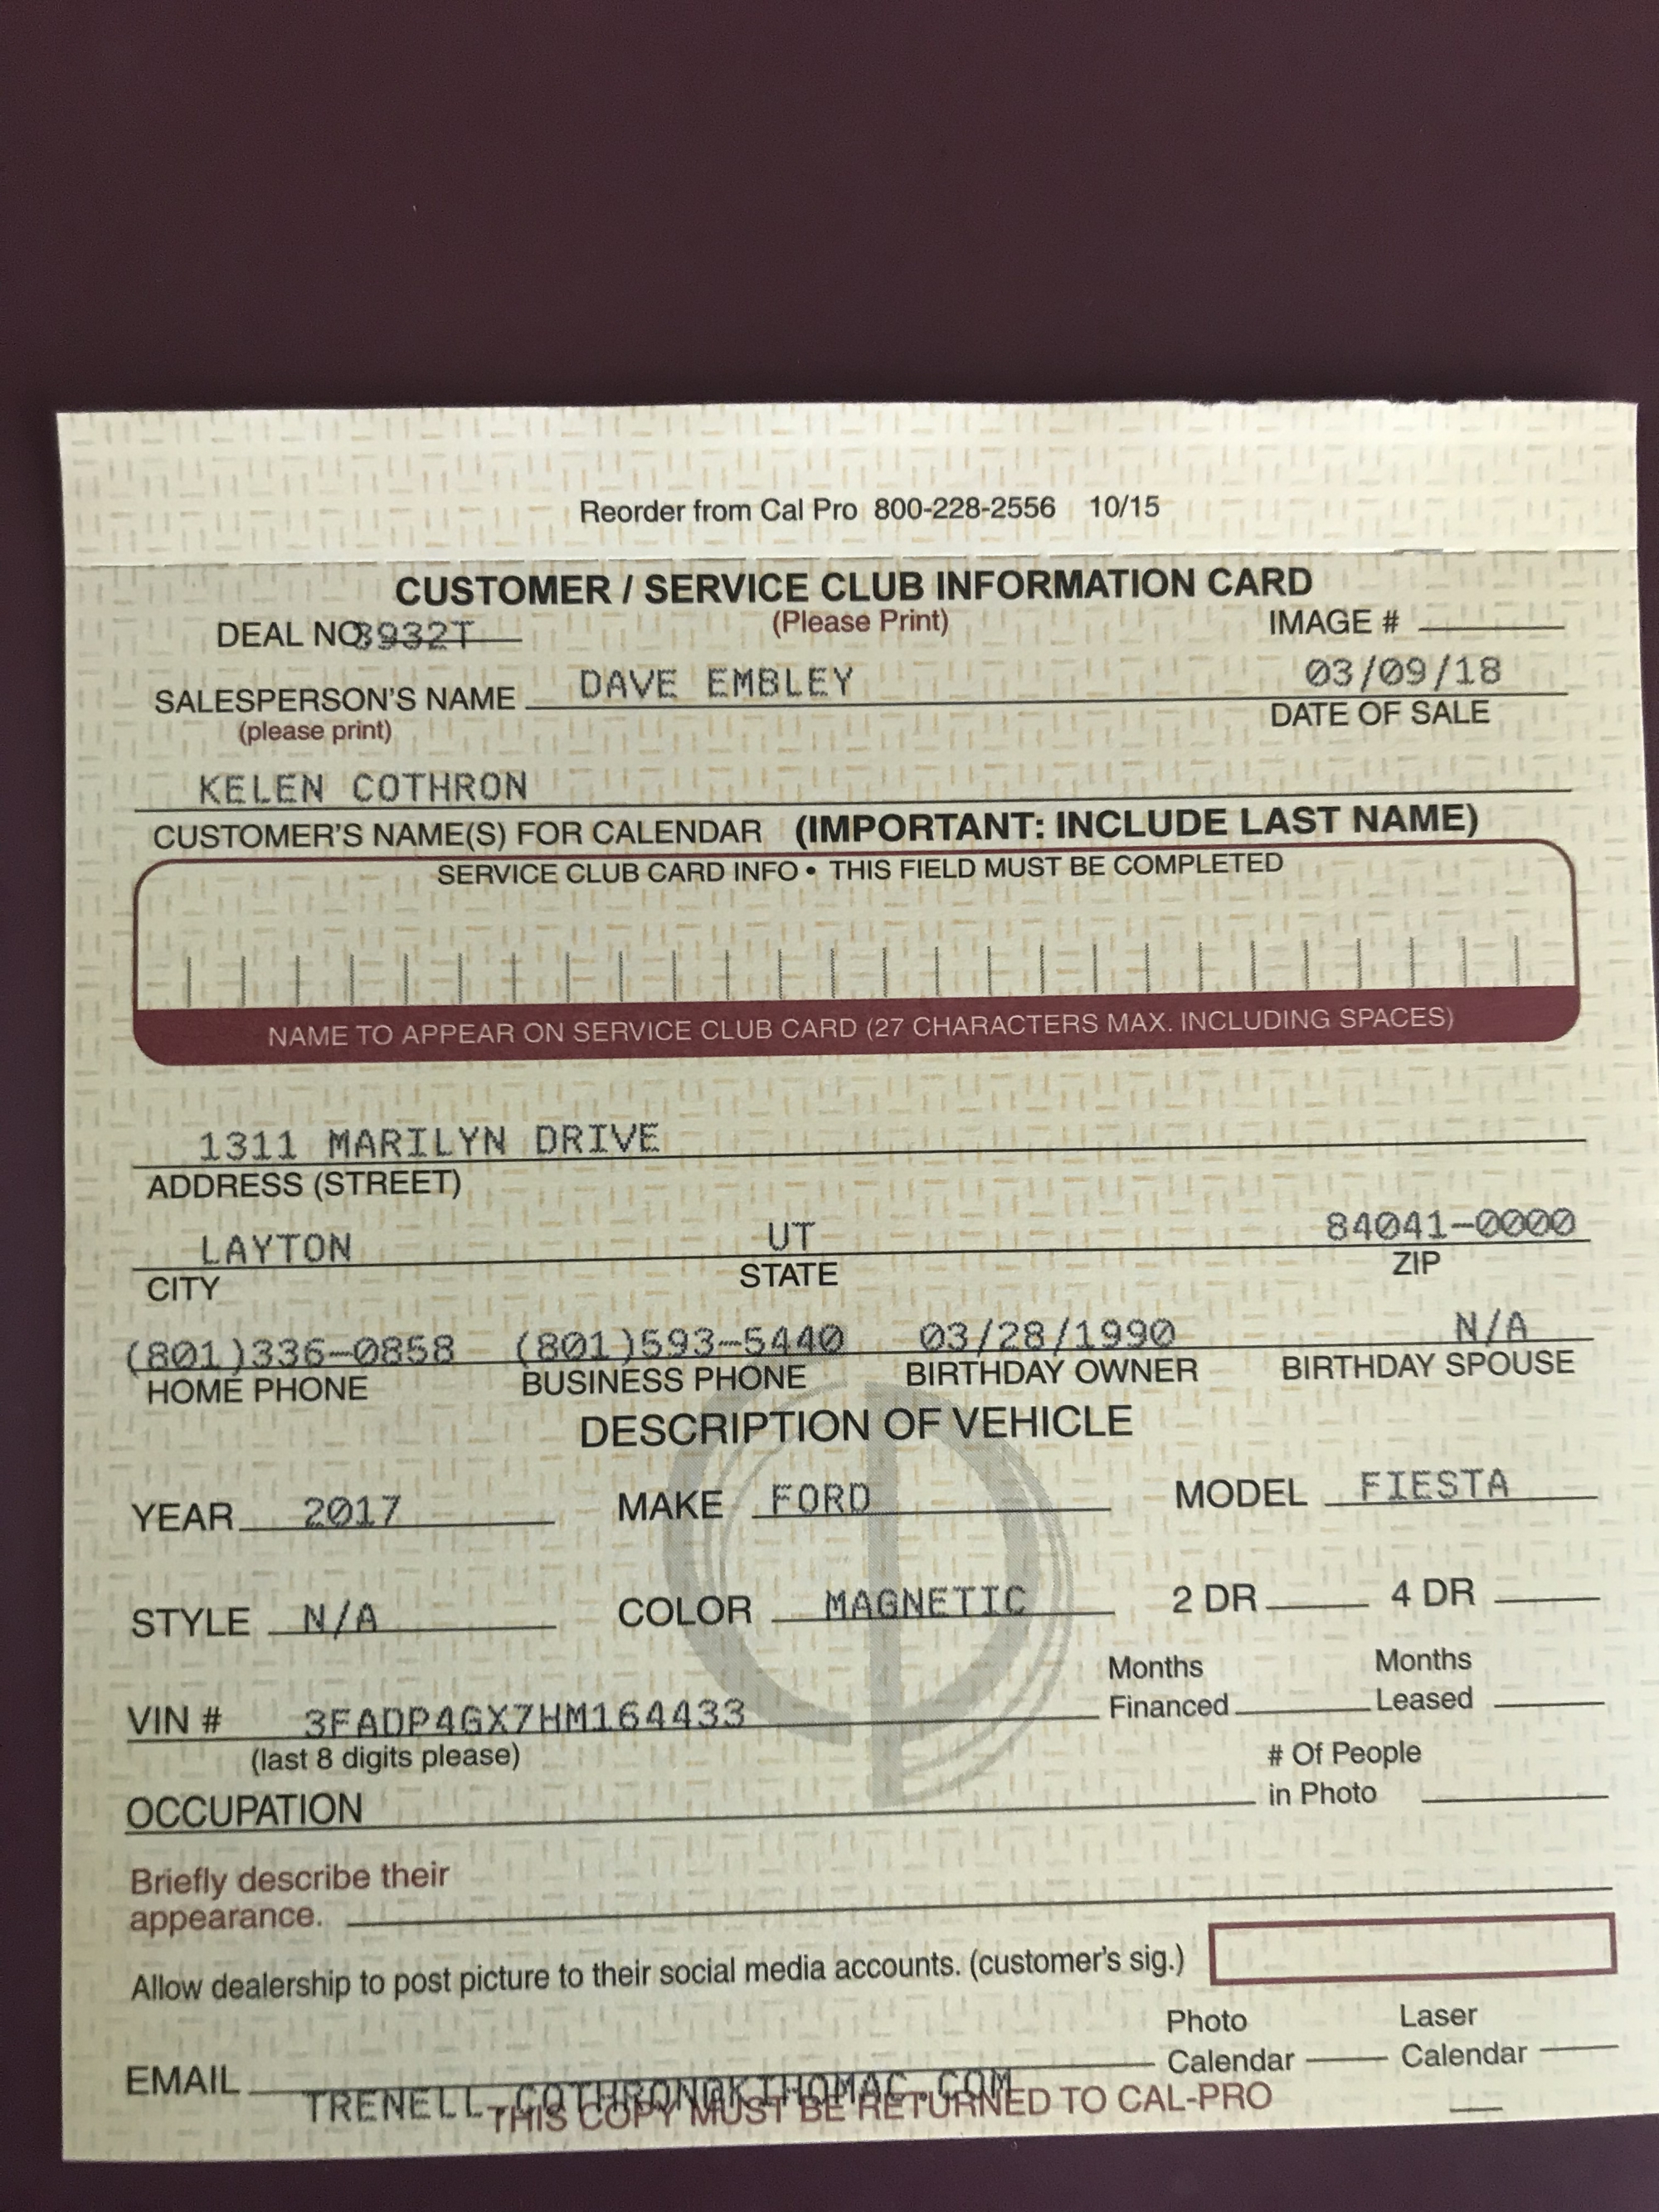 Reorder from Cal Pro 800-228-2556 10/15
CUSTOMER / SERVICE CLUB INFORMATION CARD
DEAL NO 8932T (Please Print) IMAGE #
SALESPERSON'S NAME DAVE EMBLEY 03/09/18
(please print) DATE OF SALE
KELEN COTHRON
CUSTOMER'S NAME(S) FOR CALENDAR (IMPORTANT: INCLUDE LAST NAME)
SERVICE CLUB CARD INFO • THIS FIELD MUST BE COMPLETED
NAME TO APPEAR ON SERVICE CLUB CARD (27 CHARACTERS MAX. INCLUDING SPACES)
1311 MARILYN DRIVE
ADDRESS (STREET)
LAYTON UT 84041-0000
CITY STATE ZIP
(801)336-0858 (801)593-5440 03/28/1990 N/A
HOME PHONE BUSINESS PHONE BIRTHDAY OWNER BIRTHDAY SPOUSE
DESCRIPTION OF VEHICLE
YEAR 2017 MAKE FORD MODEL FIESTA
STYLE N/A COLOR MAGNETIC 2 DR 4 DR
Months Months
VIN # 3FADP4GX7HM164433 Financed Leased
(last 8 digits please) # Of People
OCCUPATION in Photo
Briefly describe their
appearance.
Allow dealership to post picture to their social media accounts. (customer's sig.)
Photo Laser
EMAIL Calendar Calendar
THIS COPY MUST BE RETURNED TO CAL-PRO